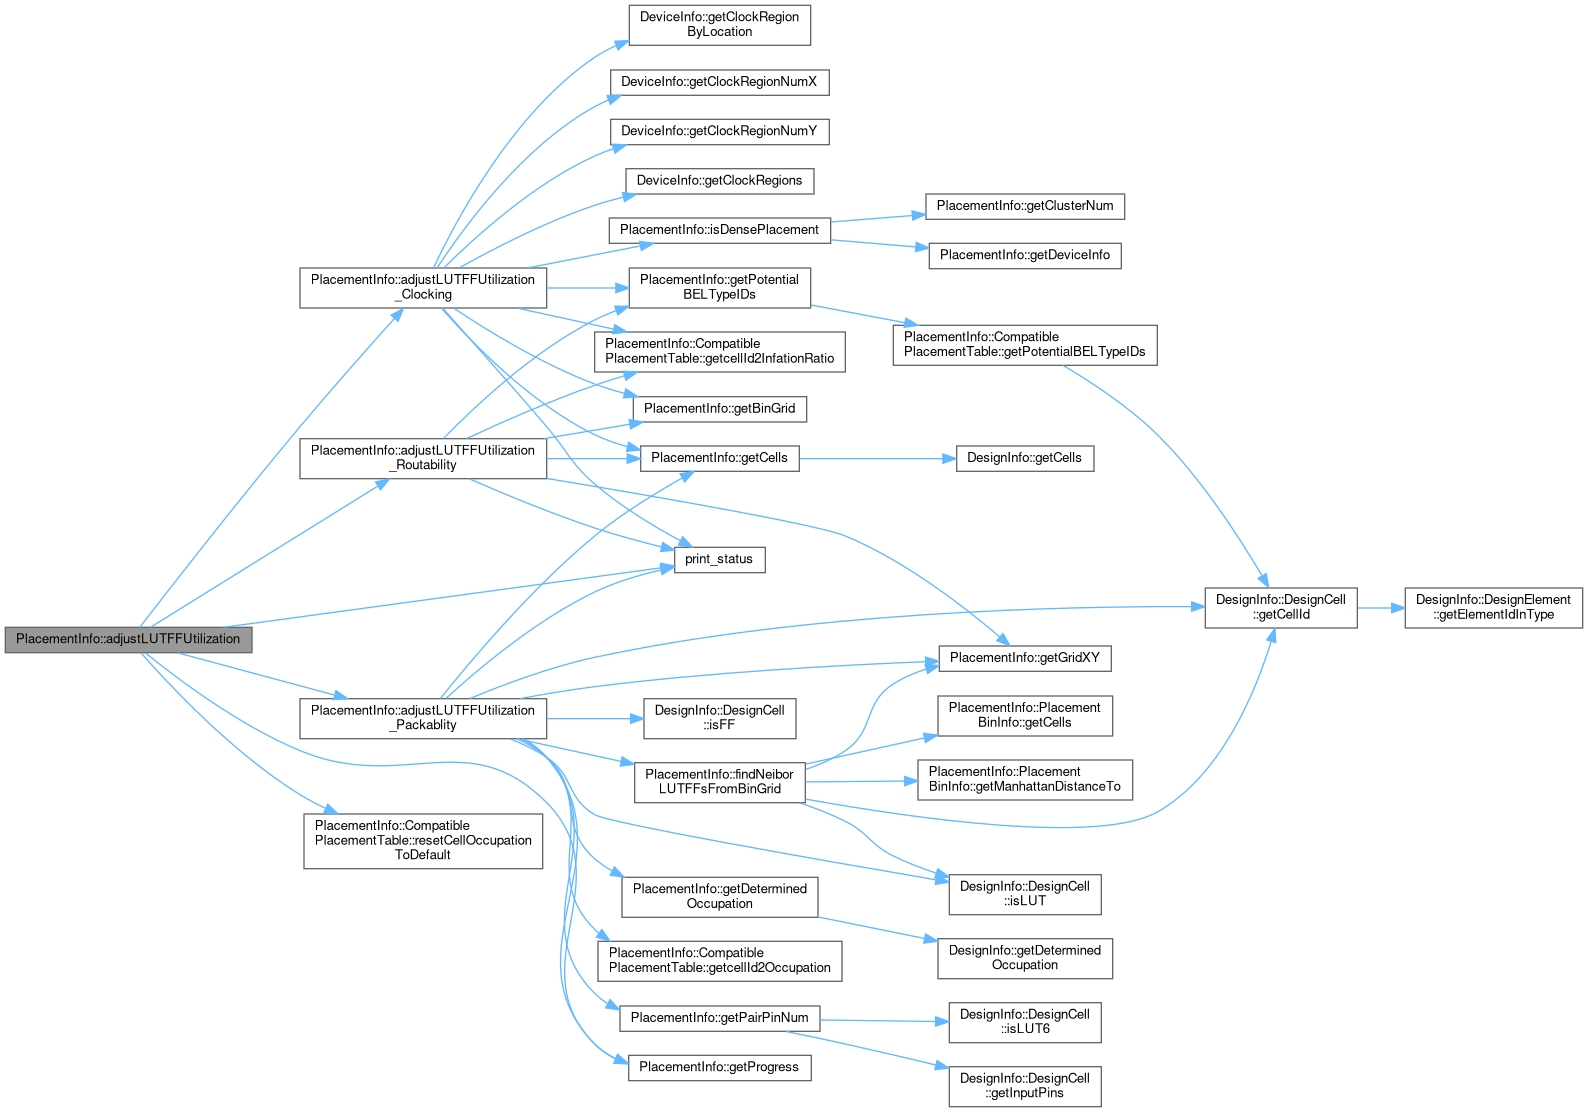 DeviceInfo::getClockRegion
ByLocation
DeviceInfo::getClockRegionNumX
DeviceInfo::getClockRegionNumY
DeviceInfo::getClockRegions
PlacementInfo::getClusterNum
PlacementInfo::isDensePlacement
PlacementInfo::getDeviceInfo
PlacementInfo::adjustLUTFFUtilization
_Clocking
PlacementInfo::getPotential
BELTypeIDs
PlacementInfo::Compatible
PlacementTable::getPotentialBELTypeIDs
PlacementInfo::Compatible
PlacementTable::getcellId2InfationRatio
PlacementInfo::getBinGrid
PlacementInfo::adjustLUTFFUtilization
_Routability
PlacementInfo::getCells
DesignInfo::getCells
print_status
DesignInfo::DesignCell
::getCellId
DesignInfo::DesignElement
::getElementIdInType
PlacementInfo::adjustLUTFFUtilization
PlacementInfo::getGridXY
PlacementInfo::adjustLUTFFUtilization
_Packablity
DesignInfo::DesignCell
::isFF
PlacementInfo::Placement
BinInfo::getCells
PlacementInfo::findNeibor
LUTFFsFromBinGrid
PlacementInfo::Placement
BinInfo::getManhattanDistanceTo
PlacementInfo::Compatible
PlacementTable::resetCellOccupation
ToDefault
PlacementInfo::getDetermined
Occupation
DesignInfo::DesignCell
::isLUT
PlacementInfo::Compatible
PlacementTable::getcellId2Occupation
DesignInfo::getDetermined
Occupation
PlacementInfo::getPairPinNum
DesignInfo::DesignCell
::isLUT6
PlacementInfo::getProgress
DesignInfo::DesignCell
::getInputPins